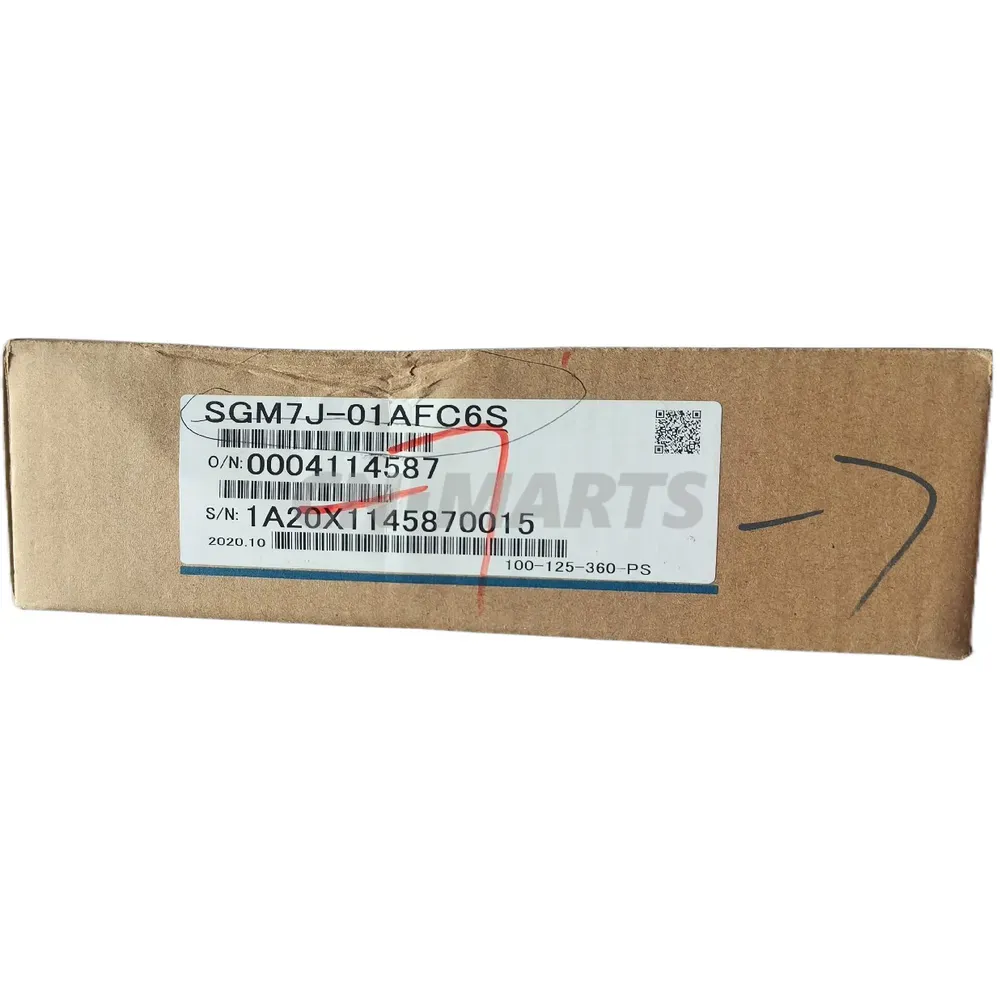 SGM7J-01AFC6S
O/N: 0004114587
S/N: 1A20X1145870015
2020.10
100-125-360-PS